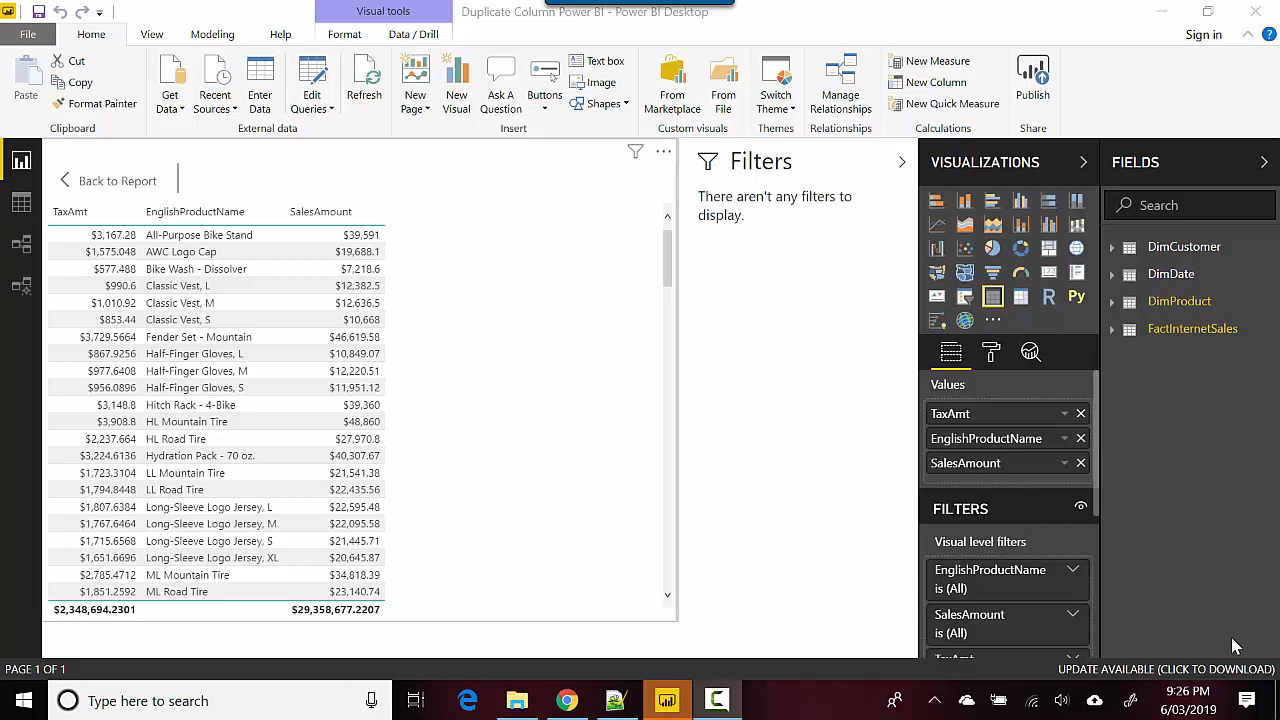 Visual tools
Duplicate Column Power BI - Power BI Desktop
File
Home
View
Modeling
Help
Format
Data / Drill
Sign in
Paste
Cut
Copy
Format Painter
Clipboard
Get Data
Recent Sources
Enter Data
Edit Queries
Refresh
External data
New Page
New Visual
Ask A Question
Buttons
Text box
Image
Shapes
Insert
From Marketplace
From File
Custom visuals
Switch Theme
Themes
Manage Relationships
Relationships
New Measure
New Column
New Quick Measure
Calculations
Publish
Share
Back to Report
TaxAmt EnglishProductName SalesAmount
$3,167.28 All-Purpose Bike Stand $39,591
$1,575.048 AWC Logo Cap $19,688.1
$577.488 Bike Wash - Dissolver $7,218.6
$990.6 Classic Vest, L $12,382.5
$1,010.92 Classic Vest, M $12,636.5
$853.44 Classic Vest, S $10,668
$3,729.5664 Fender Set - Mountain $46,619.58
$867.9256 Half-Finger Gloves, L $10,849.07
$977.6408 Half-Finger Gloves, M $12,220.51
$956.0896 Half-Finger Gloves, S $11,951.12
$3,148.8 Hitch Rack - 4-Bike $39,360
$3,908.8 HL Mountain Tire $48,860
$2,237.664 HL Road Tire $27,970.8
$3,224.6136 Hydration Pack - 70 oz. $40,307.67
$1,723.3104 LL Mountain Tire $21,541.38
$1,794.8448 LL Road Tire $22,435.56
$1,807.6384 Long-Sleeve Logo Jersey, L $22,595.48
$1,767.6464 Long-Sleeve Logo Jersey, M $22,095.58
$1,715.6568 Long-Sleeve Logo Jersey, S $21,445.71
$1,651.6696 Long-Sleeve Logo Jersey, XL $20,645.87
$2,785.4712 ML Mountain Tire $34,818.39
$1,851.2592 ML Road Tire $23,140.74
$2,348,694.2301 $29,358,677.2207
Filters
There aren't any filters to
display.
VISUALIZATIONS
R
Py
Values
TaxAmt
EnglishProductName
SalesAmount
FILTERS
Visual level filters
EnglishProductName
is (All)
SalesAmount
is (All)
TaxAmt
FIELDS
Search
DimCustomer
DimDate
DimProduct
FactInternetSales
PAGE 1 OF 1
UPDATE AVAILABLE (CLICK TO DOWNLOAD)
Type here to search
9:26 PM
6/03/2019